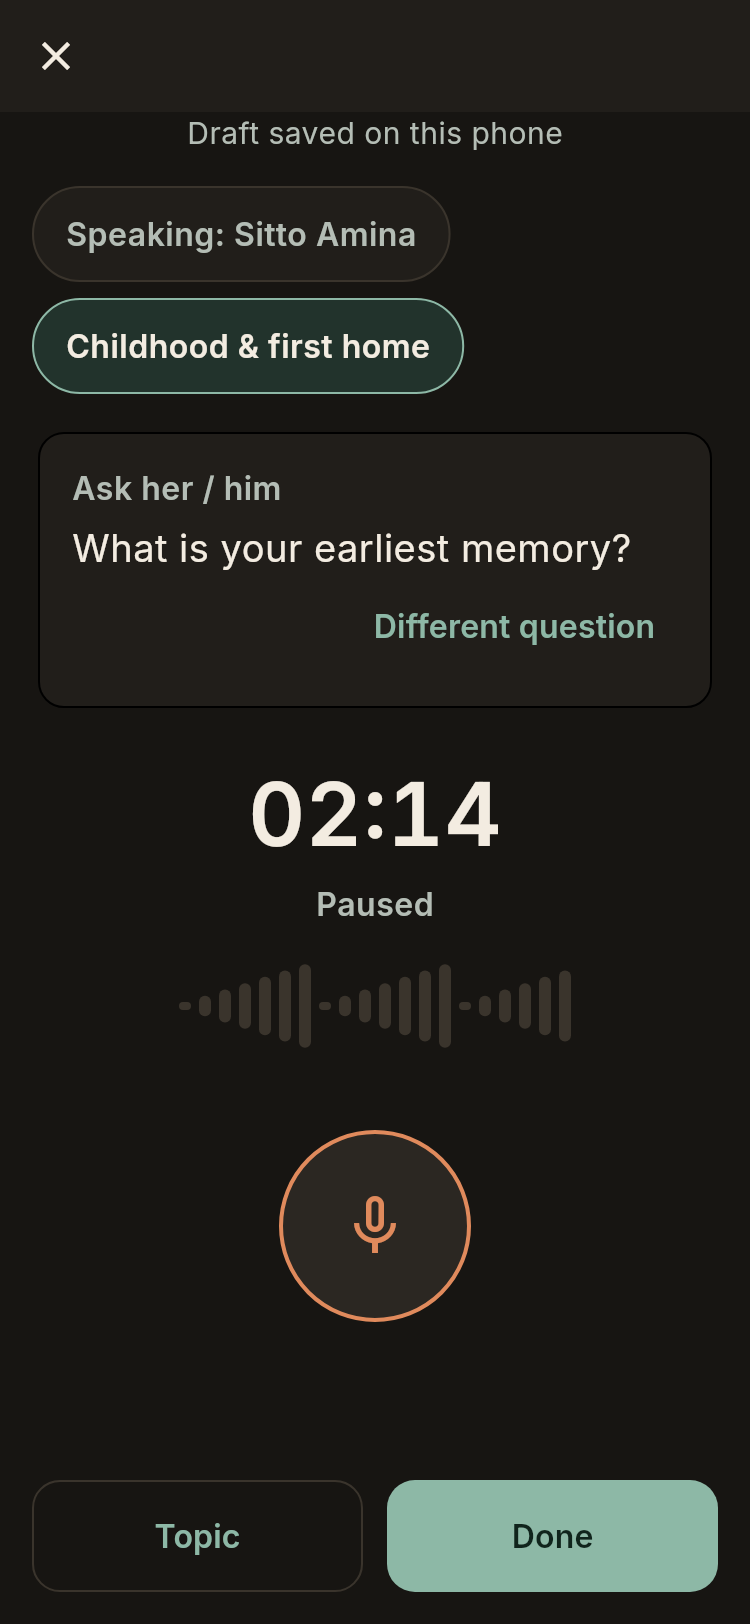 Draft saved on this phone
Speaking: Sitto Amina
Childhood & first home
Ask her / him
What is your earliest memory?
Different question
02:14
Paused
Topic
Done